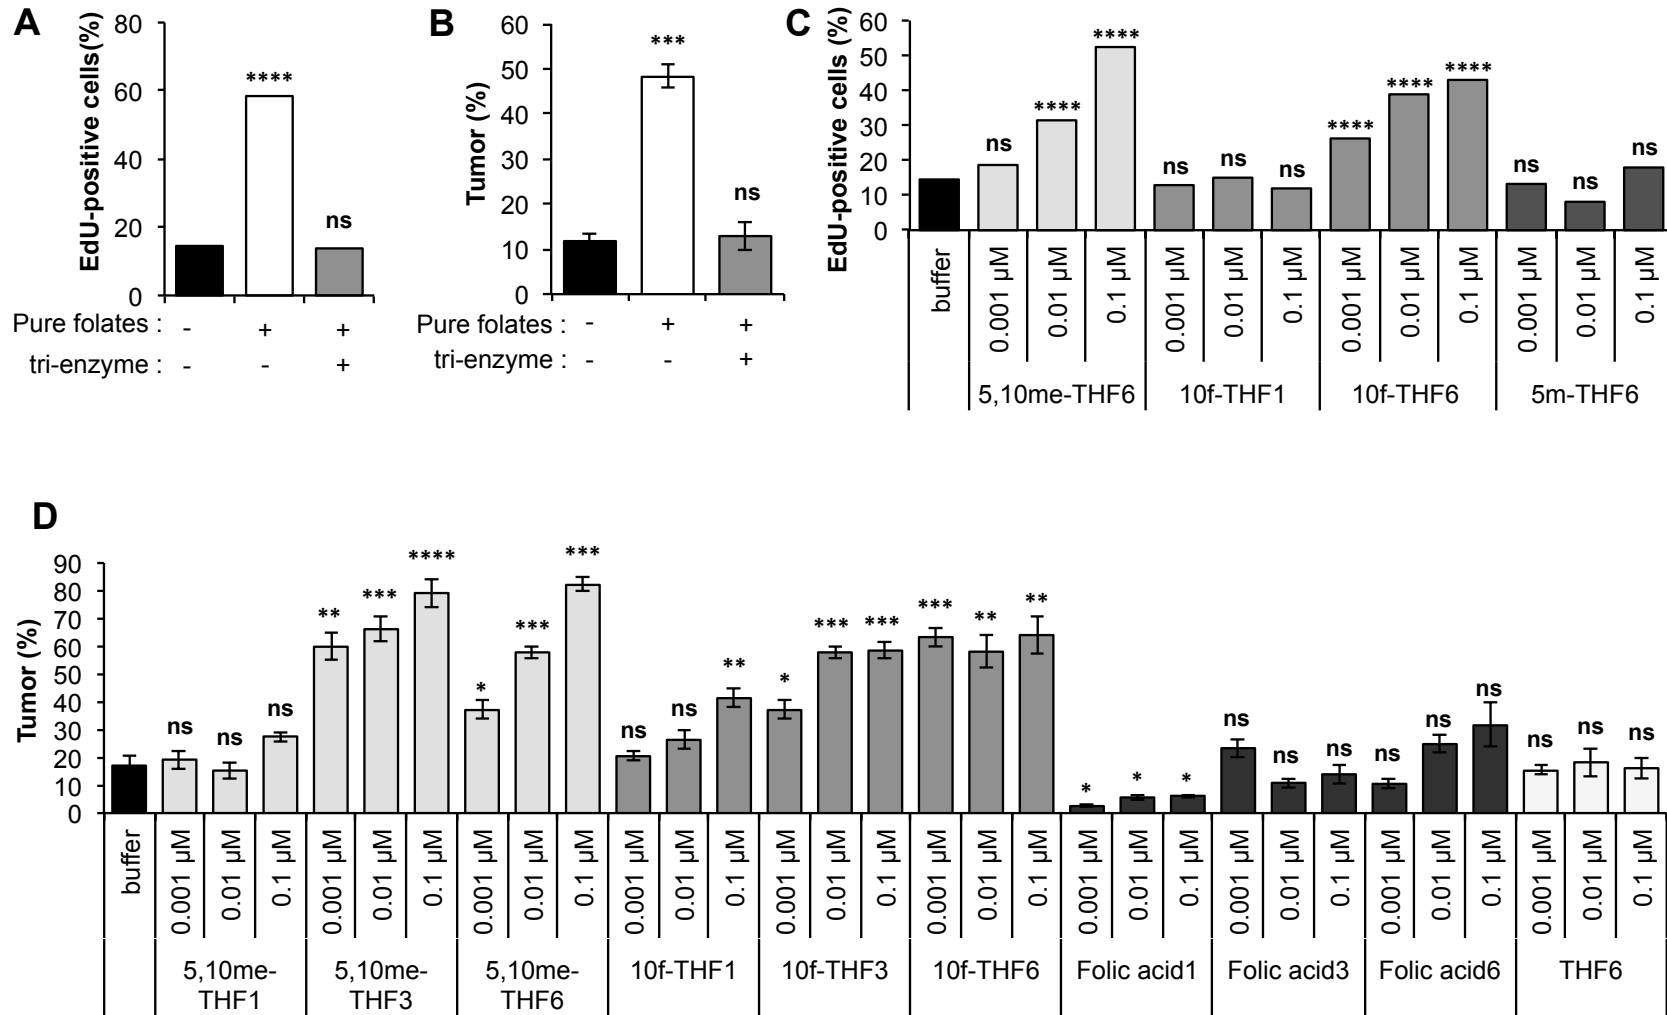 A
EdU-positive cells(%)
80
60
40
20
0
****
ns
Pure folates : - + +
tri-enzyme : - - +
B
Tumor (%)
60
50
40
30
20
10
0
***
ns
Pure folates : - + +
tri-enzyme : - - +
C
EdU-positive cells (%)
60
50
40
30
20
10
0
ns **** **** ns ns ns **** **** **** ns ns ns
buffer 0.001 µM 0.01 µM 0.1 µM 0.001 µM 0.01 µM 0.1 µM 0.001 µM 0.01 µM 0.1 µM 0.001 µM 0.01 µM 0.1 µM
5,10me-THF6 10f-THF1 10f-THF6 5m-THF6
D
Tumor (%)
90
80
70
60
50
40
30
20
10
0
ns ns ns ** *** **** * *** *** ns ns ** * *** *** *** ** ** * * * ns ns ns ns ns ns ns ns ns
buffer 0.001 µM 0.01 µM 0.1 µM 0.001 µM 0.01 µM 0.1 µM 0.001 µM 0.01 µM 0.1 µM 0.001 µM 0.01 µM 0.1 µM 0.001 µM 0.01 µM 0.1 µM 0.001 µM 0.01 µM 0.1 µM 0.001 µM 0.01 µM 0.1 µM 0.001 µM 0.01 µM 0.1 µM 0.001 µM 0.01 µM 0.1 µM 0.001 µM 0.01 µM 0.1 µM
5,10me- 5,10me- 5,10me- 10f-THF1 10f-THF3 10f-THF6 Folic acid1 Folic acid3 Folic acid6 THF6
THF1 THF3 THF6